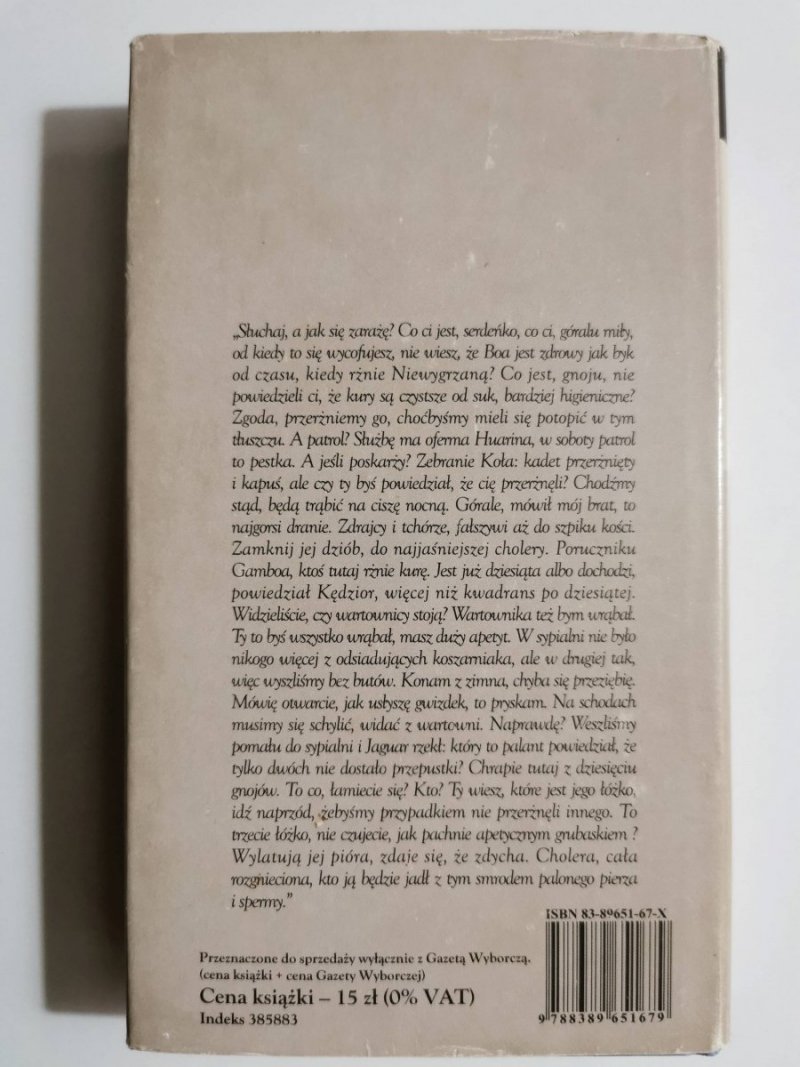 „Słuchaj, a jak się zarażę? Co ci jest, serdeńko, co ci, góralu miły,
od kiedy to się wycofujesz, nie wiesz, że Boa jest zdrowy jak byk
od czasu, kiedy rżnie Niewygrzaną? Co jest, gnoju, nie
powiedzieli ci, że kury są czystsze od suk, bardziej higieniczne?
Zgoda, przerżniemy go, choćbyśmy mieli się potopić w tym
tłuszczu. A patrol? Służbę ma oferma Huarina, w soboty patrol
to pestka. A jeśli poskarży? Zebranie Koła: kadet przerżnięty
i kapuś, ale czy ty byś powiedział, że cię przerżnęli? Chodźmy
stąd, będą trąbić na ciszę nocną. Górale, mówił mój brat, to
najgorsi dranie. Zdrajcy i tchórze, fałszywi aż do szpiku kości.
Zamknij jej dziób, do najjaśniejszej cholery. Poruczniku
Gamboa, ktoś tutaj rżnie kurę. Jest już dziesiąta albo dochodzi,
powiedział Kędzior, więcej niż kwadrans po dziesiątej.
Widzieliście, czy wartownicy stoją? Wartownika też bym wrąbał.
Ty to byś wszystko wrąbał, masz duży apetyt. W sypialni nie było
nikogo więcej z odsiadujących koszarniaka, ale w drugiej tak,
więc wyszliśmy bez butów. Konam z zimna, chyba się przeziębię.
Mówię otwarcie, jak usłyszę gwizdek, to pryskam. Na schodach
musimy się schylić, widać z wartowni. Naprawdę? Weszliśmy
pomału do sypialni i Jaguar rzekł: który to palant powiedział, że
tylko dwóch nie dostało przepustki? Chrapie tutaj z dziesięciu
gnojów. To co, łamiecie się? Kto? Ty wiesz, które jest jego łóżko,
idź naprzód, żebyśmy przypadkiem nie przerżnęli innego. To
trzecie łóżko, nie czujecie, jak pachnie apetycznym grubaskiem ?
Wylatują jej pióra, zdaje się, że zdycha. Cholera, cała
rozgnieciona, kto ją będzie jadł z tym smrodem palonego pierza
i spermy."
ISBN 83-89651-67-X
Przeznaczone do sprzedaży wyłącznie z Gazetą Wyborczą.
(cena książki + cena Gazety Wyborczej)
Cena książki – 15 zł (0% VAT)
Indeks 385883
9 788389 651679